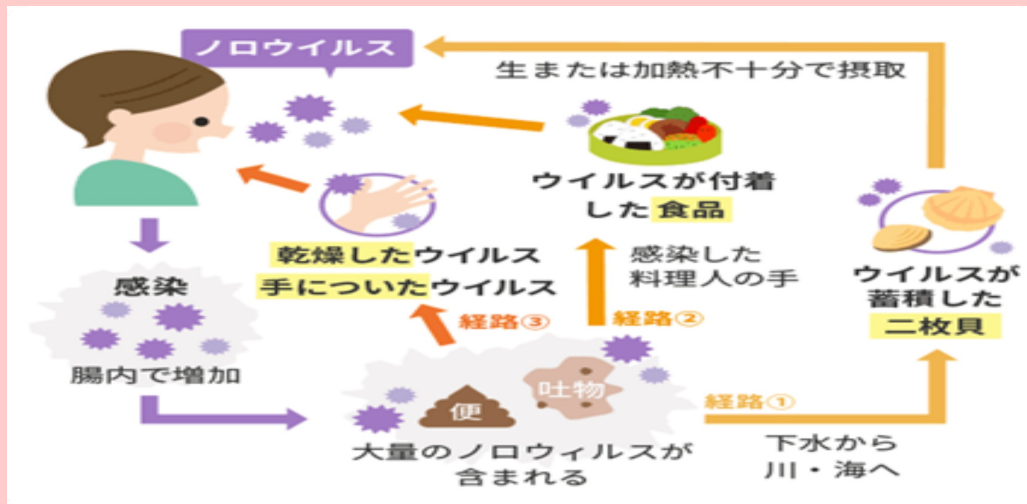 ノロウイルス
生または加熱不十分で摂取
ウイルスが付着
した食品
乾燥したウイルス
手についたウイルス
感染した
料理人の手
ウイルスが
蓄積した
二枚貝
感染
腸内で増加
経路③
経路②
経路①
便
吐物
大量のノロウィルスが
含まれる
下水から
川・海へ